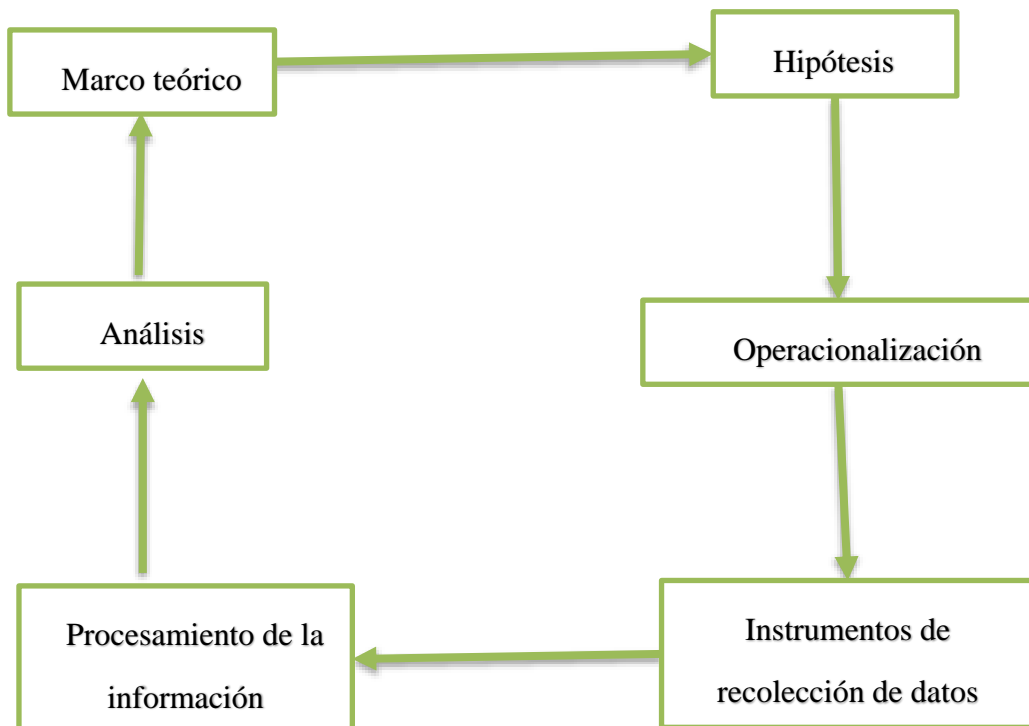 Marco teórico
Hipótesis
Análisis
Operacionalización
Procesamiento de la
información
Instrumentos de
recolección de datos